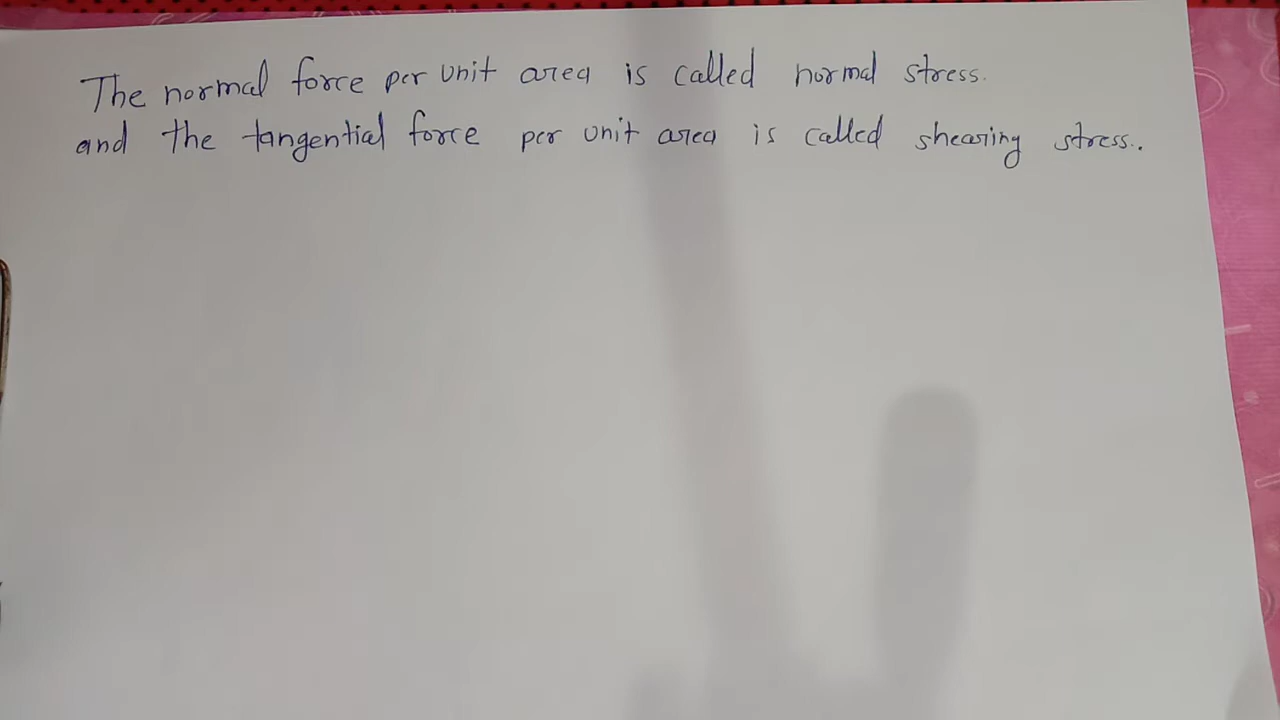 The normal force per unit area is called normal stress.
and the tangential force per unit area is called shearing stress..